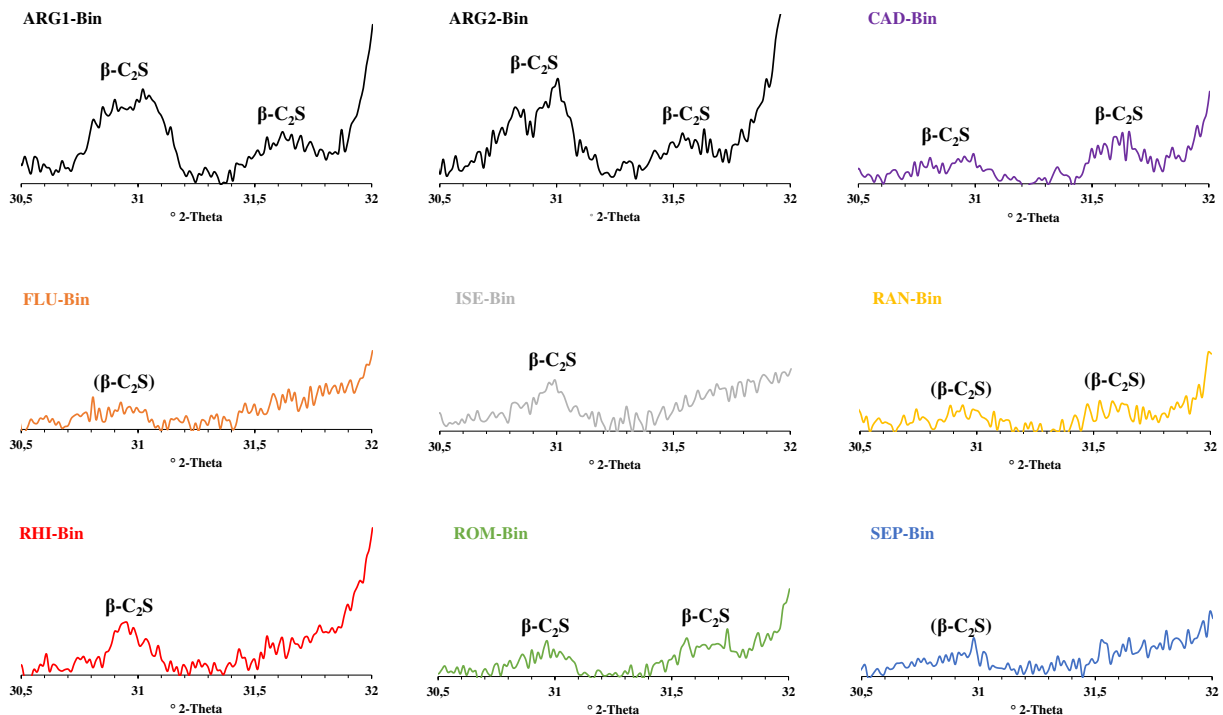 ARG1-Bin
β-C₂S
β-C₂S
30,5 31 31,5 32
° 2-Theta
ARG2-Bin
β-C₂S
β-C₂S
30,5 31 31,5 32
° 2-Theta
CAD-Bin
β-C₂S
β-C₂S
30,5 31 31,5 32
° 2-Theta
FLU-Bin
(β-C₂S)
30,5 31 31,5 32
° 2-Theta
ISE-Bin
β-C₂S
30,5 31 31,5 32
° 2-Theta
RAN-Bin
(β-C₂S)
(β-C₂S)
30,5 31 31,5 32
° 2-Theta
RHI-Bin
β-C₂S
30,5 31 31,5 32
° 2-Theta
ROM-Bin
β-C₂S
β-C₂S
30,5 31 31,5 32
° 2-Theta
SEP-Bin
(β-C₂S)
30,5 31 31,5 32
° 2-Theta